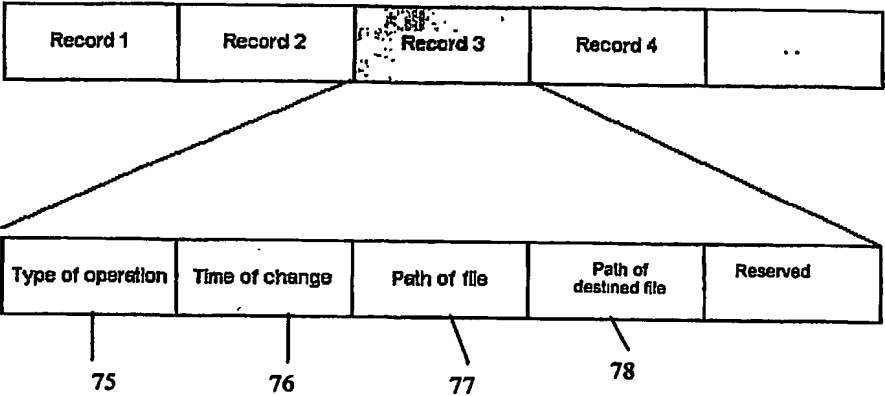 Record 1 Record 2 Record 3 Record 4 ..
Type of operation Time of change Path of file Path of destined file Reserved
75 76 77 78